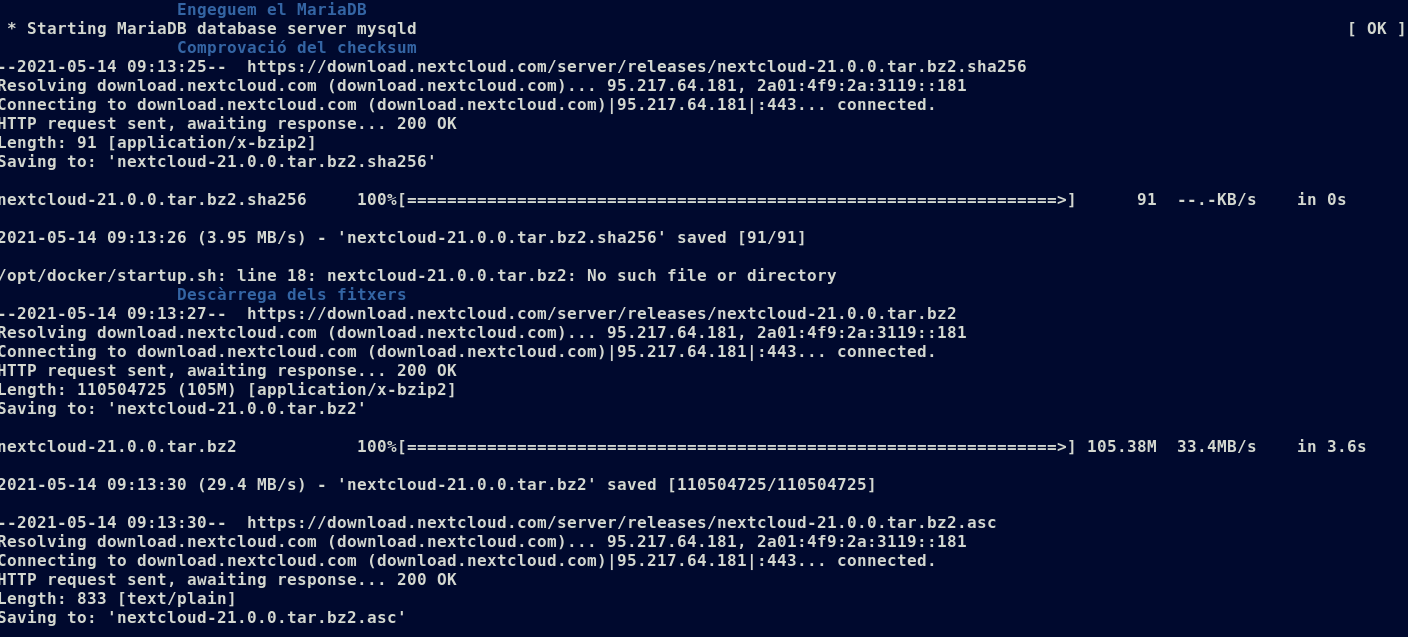 Engeguem el MariaDB
* Starting MariaDB database server mysqld [ OK ]
Comprovació del checksum
--2021-05-14 09:13:25--  https://download.nextcloud.com/server/releases/nextcloud-21.0.0.tar.bz2.sha256
Resolving download.nextcloud.com (download.nextcloud.com)... 95.217.64.181, 2a01:4f9:2a:3119::181
Connecting to download.nextcloud.com (download.nextcloud.com)|95.217.64.181|:443... connected.
HTTP request sent, awaiting response... 200 OK
Length: 91 [application/x-bzip2]
Saving to: 'nextcloud-21.0.0.tar.bz2.sha256'
nextcloud-21.0.0.tar.bz2.sha256     100%[=================================================================>]      91  --.-KB/s    in 0s
2021-05-14 09:13:26 (3.95 MB/s) - 'nextcloud-21.0.0.tar.bz2.sha256' saved [91/91]
/opt/docker/startup.sh: line 18: nextcloud-21.0.0.tar.bz2: No such file or directory
Descàrrega dels fitxers
--2021-05-14 09:13:27--  https://download.nextcloud.com/server/releases/nextcloud-21.0.0.tar.bz2
Resolving download.nextcloud.com (download.nextcloud.com)... 95.217.64.181, 2a01:4f9:2a:3119::181
Connecting to download.nextcloud.com (download.nextcloud.com)|95.217.64.181|:443... connected.
HTTP request sent, awaiting response... 200 OK
Length: 110504725 (105M) [application/x-bzip2]
Saving to: 'nextcloud-21.0.0.tar.bz2'
nextcloud-21.0.0.tar.bz2            100%[=================================================================>] 105.38M  33.4MB/s    in 3.6s
2021-05-14 09:13:30 (29.4 MB/s) - 'nextcloud-21.0.0.tar.bz2' saved [110504725/110504725]
--2021-05-14 09:13:30--  https://download.nextcloud.com/server/releases/nextcloud-21.0.0.tar.bz2.asc
Resolving download.nextcloud.com (download.nextcloud.com)... 95.217.64.181, 2a01:4f9:2a:3119::181
Connecting to download.nextcloud.com (download.nextcloud.com)|95.217.64.181|:443... connected.
HTTP request sent, awaiting response... 200 OK
Length: 833 [text/plain]
Saving to: 'nextcloud-21.0.0.tar.bz2.asc'